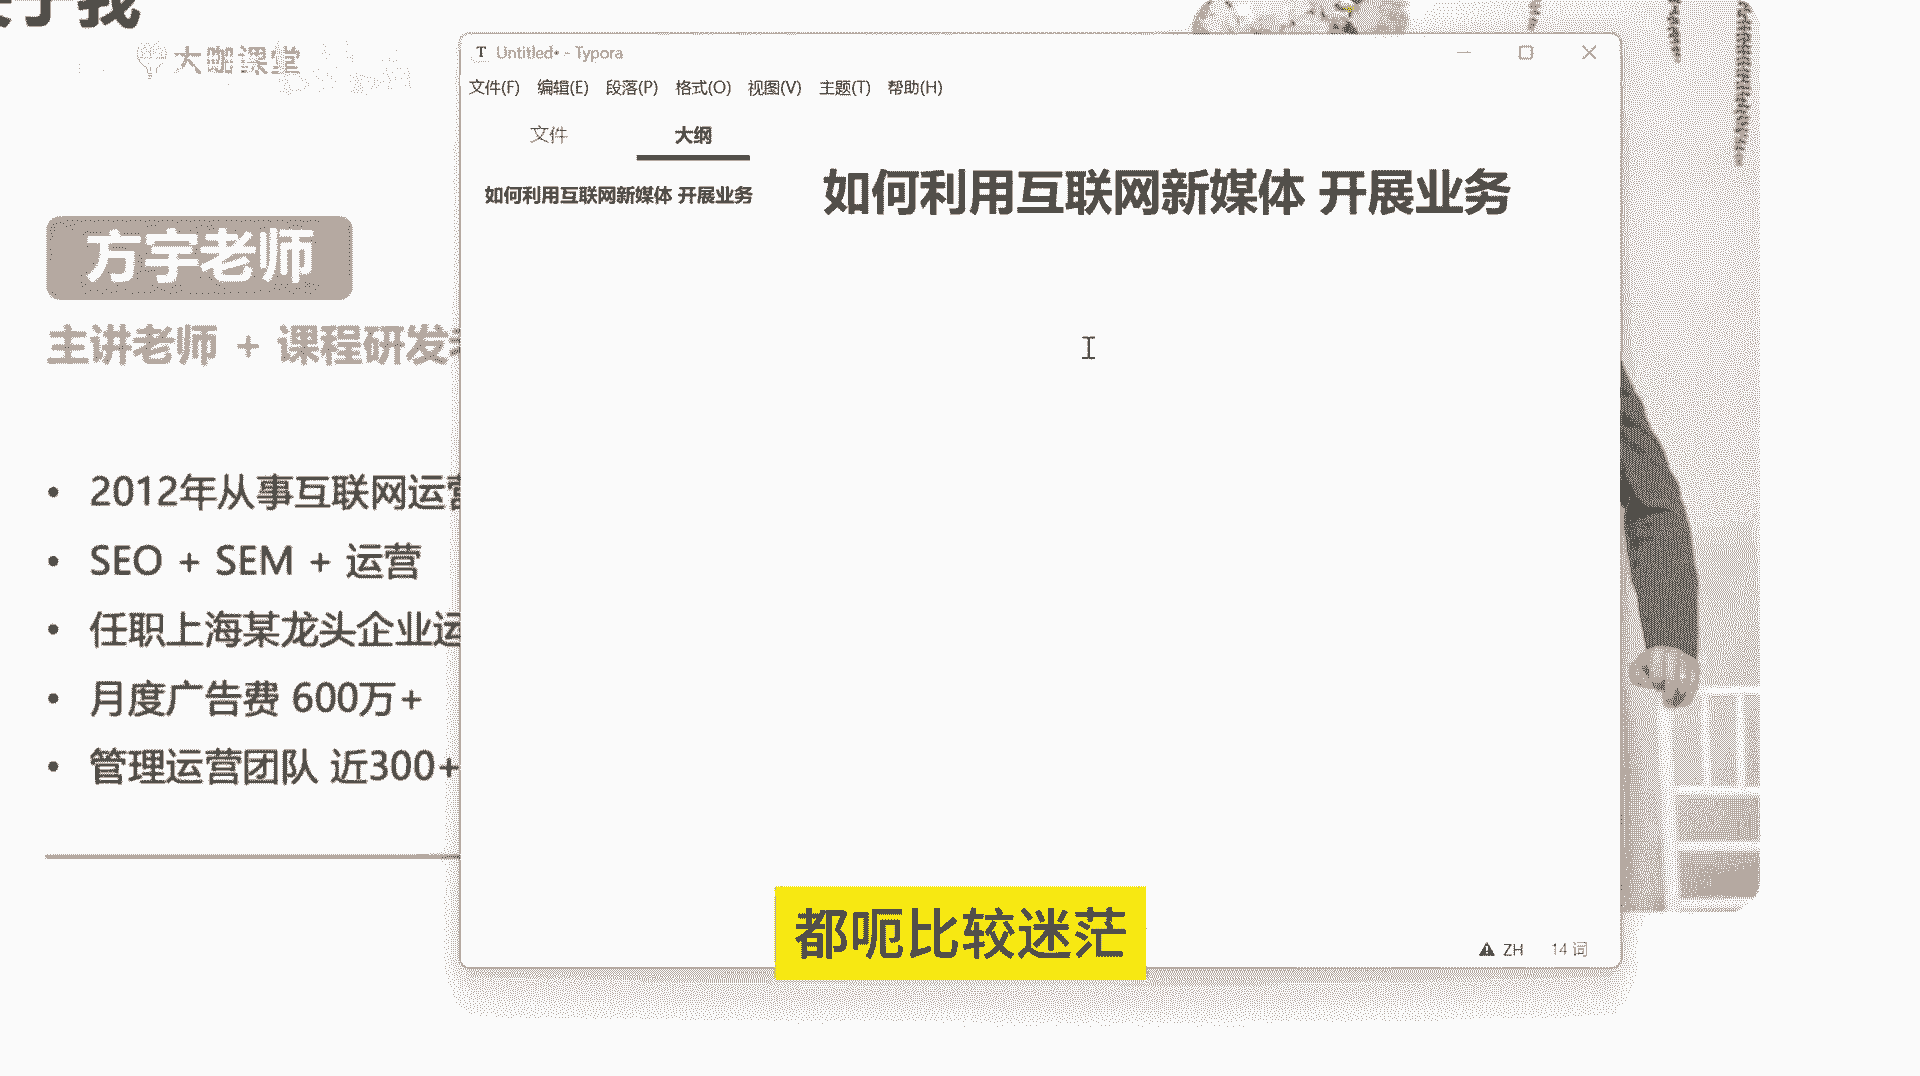 大咖课堂
方宇老师
主讲老师 + 课程研发
2012年从事互联网运营
SEO + SEM + 运营
任职上海某龙头企业运
月度广告费 600万+
管理运营团队 近300+
Untitled• - Typora
文件(F) 编辑(E) 段落(P) 格式(O) 视图(V) 主题(T) 帮助(H)
文件 大纲
如何利用互联网新媒体 开展业务
如何利用互联网新媒体 开展业务
都呃比较迷茫
ZH 14 词